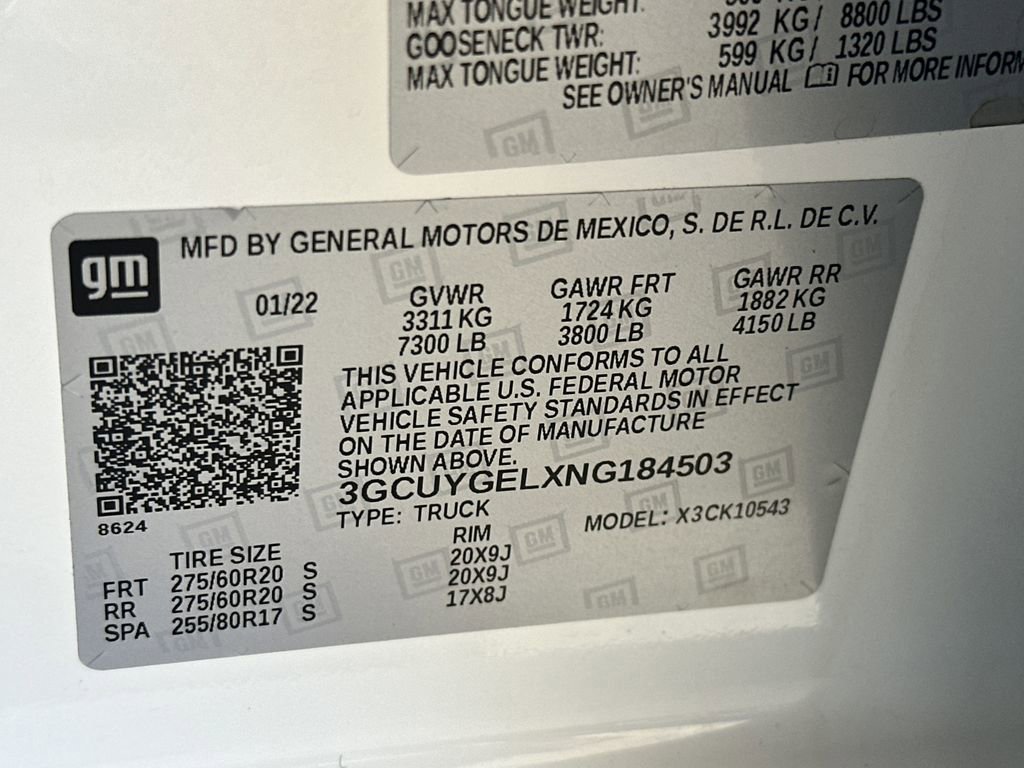 MAX TONGUE WEIGHT:
GOOSENECK TWR: 3992 KG/ 8800 LBS
MAX TONGUE WEIGHT: 599 KG/ 1320 LBS
SEE OWNER'S MANUAL FOR MORE
gm MFD BY GENERAL MOTORS DE MEXICO, S. DE R.L. DE C.V.
01/22 GVWR GAWR FRT GAWR RR
3311 KG 1724 KG 1882 KG
7300 LB 3800 LB 4150 LB
THIS VEHICLE CONFORMS TO ALL
APPLICABLE U.S. FEDERAL MOTOR
VEHICLE SAFETY STANDARDS IN EFFECT
ON THE DATE OF MANUFACTURE
SHOWN ABOVE.
3GCUYGELXNG184503
8624
TYPE: TRUCK MODEL: X3CK10543
TIRE SIZE RIM
FRT 275/60R20 S 20X9J
RR 275/60R20 S 20X9J
SPA 255/80R17 S 17X8J